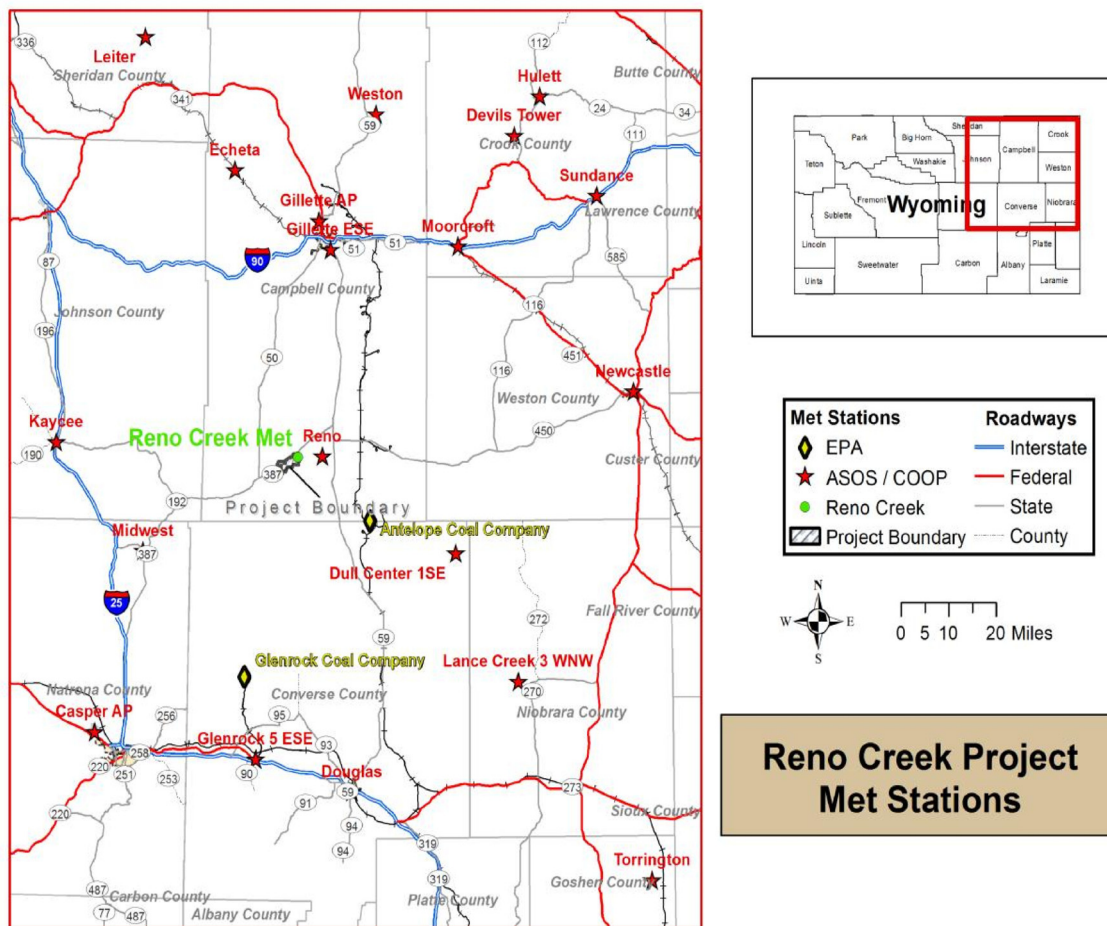 336
Leiter
Sheridan County
341
112
Hulett
Butte County
Weston
59
24
34
Devils Tower
111
Crook County
Echeta
Sundance
Gillette AP
Lawrence County
Gillette ESE
Moorcroft
51
51
90
87
585
Campbell County
Johnson County
116
196
50
451
116
Newcastle
Weston County
Kaycee
Reno Creek Met
Reno
450
190
387
Custer County
192
Project Boundary
Antelope Coal Company
Midwest
387
Dull Center 1SE
25
Fall River County
272
59
Glenrock Coal Company
Lance Creek 3 WNW
270
Natrona County
Converse County
Niobrara County
Casper AP
256
95
Glenrock 5 ESE
93
258
220
251
253
90
Douglas
59
273
91
Sioux County
220
94
94
319
Torrington
319
Goshen County
487
Carbon County
Platte County
77
487
Albany County
Park
Big Horn
Sheridan
Crook
Campbell
Johnson
Teton
Washakie
Weston
Fremont
Wyoming
Converse
Niobrara
Sublette
Lincoln
Platte
Sweetwater
Carbon
Albany
Uinta
Laramie
Met Stations
EPA
ASOS / COOP
Reno Creek
Project Boundary
Roadways
Interstate
Federal
State
County
N
W E
S
0 5 10 20 Miles
Reno Creek Project
Met Stations